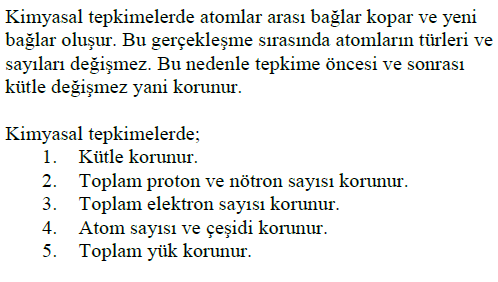 Kimyasal tepkimelerde atomlar arası bağlar kopar ve yeni
bağlar oluşur. Bu gerçekleşme sırasında atomların türleri ve
sayıları değişmez. Bu nedenle tepkime öncesi ve sonrası
kütle değişmez yani korunur.
Kimyasal tepkimelerde;
1. Kütle korunur.
2. Toplam proton ve nötron sayısı korunur.
3. Toplam elektron sayısı korunur.
4. Atom sayısı ve çeşidi korunur.
5. Toplam yük korunur.